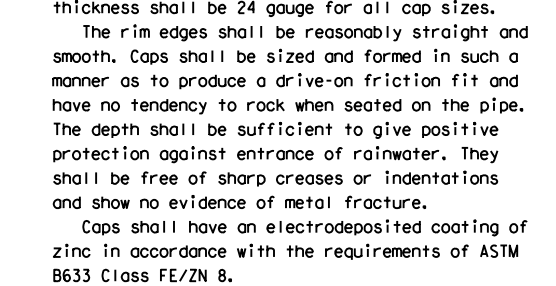 thickness shall be 24 gauge for all cap sizes.
The rim edges shall be reasonably straight and
smooth. Caps shall be sized and formed in such a
manner as to produce a drive-on friction fit and
have no tendency to rock when seated on the pipe.
The depth shall be sufficient to give positive
protection against entrance of rainwater. They
shall be free of sharp creases or indentations
and show no evidence of metal fracture.
Caps shall have an electrodeposited coating of
zinc in accordance with the requirements of ASTM
B633 Class FE/ZN 8.